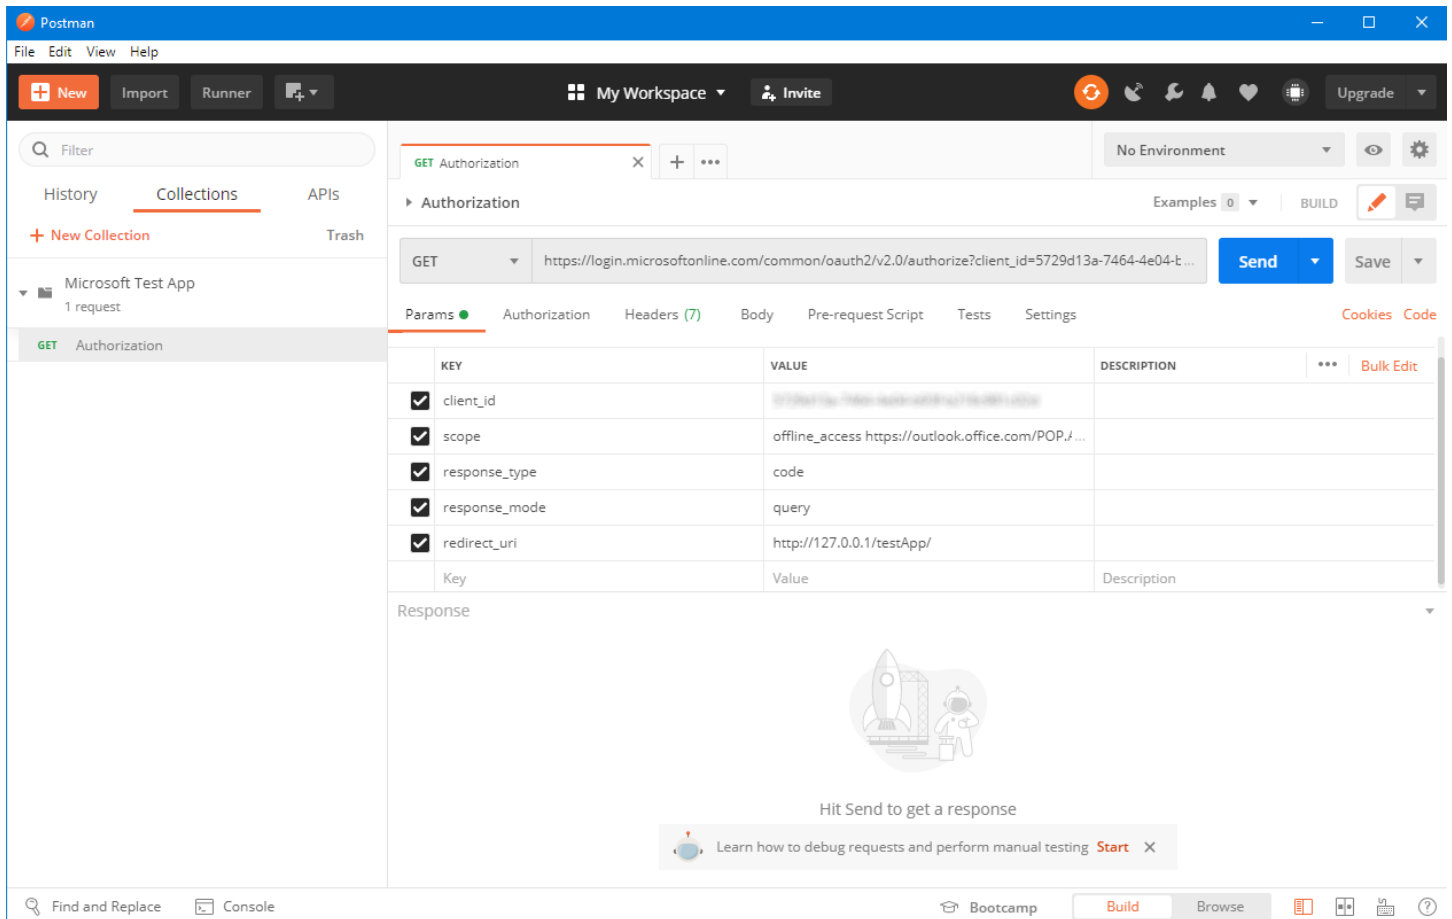 Postman
File Edit View Help
New Import Runner My Workspace Invite Upgrade
Filter
History Collections APIs
+ New Collection Trash
Microsoft Test App
1 request
GET Authorization
GET Authorization
No Environment
Authorization Examples 0 BUILD
GET https://login.microsoftonline.com/common/oauth2/v2.0/authorize?client_id=5729d13a-7464-4e04-b... Send Save
Params Authorization Headers (7) Body Pre-request Script Tests Settings Cookies Code
KEY VALUE DESCRIPTION Bulk Edit
client_id
scope offline_access https://outlook.office.com/POP.A...
response_type code
response_mode query
redirect_uri http://127.0.0.1/testApp/
Key Value Description
Response
Hit Send to get a response
Learn how to debug requests and perform manual testing Start
Find and Replace Console Bootcamp Build Browse